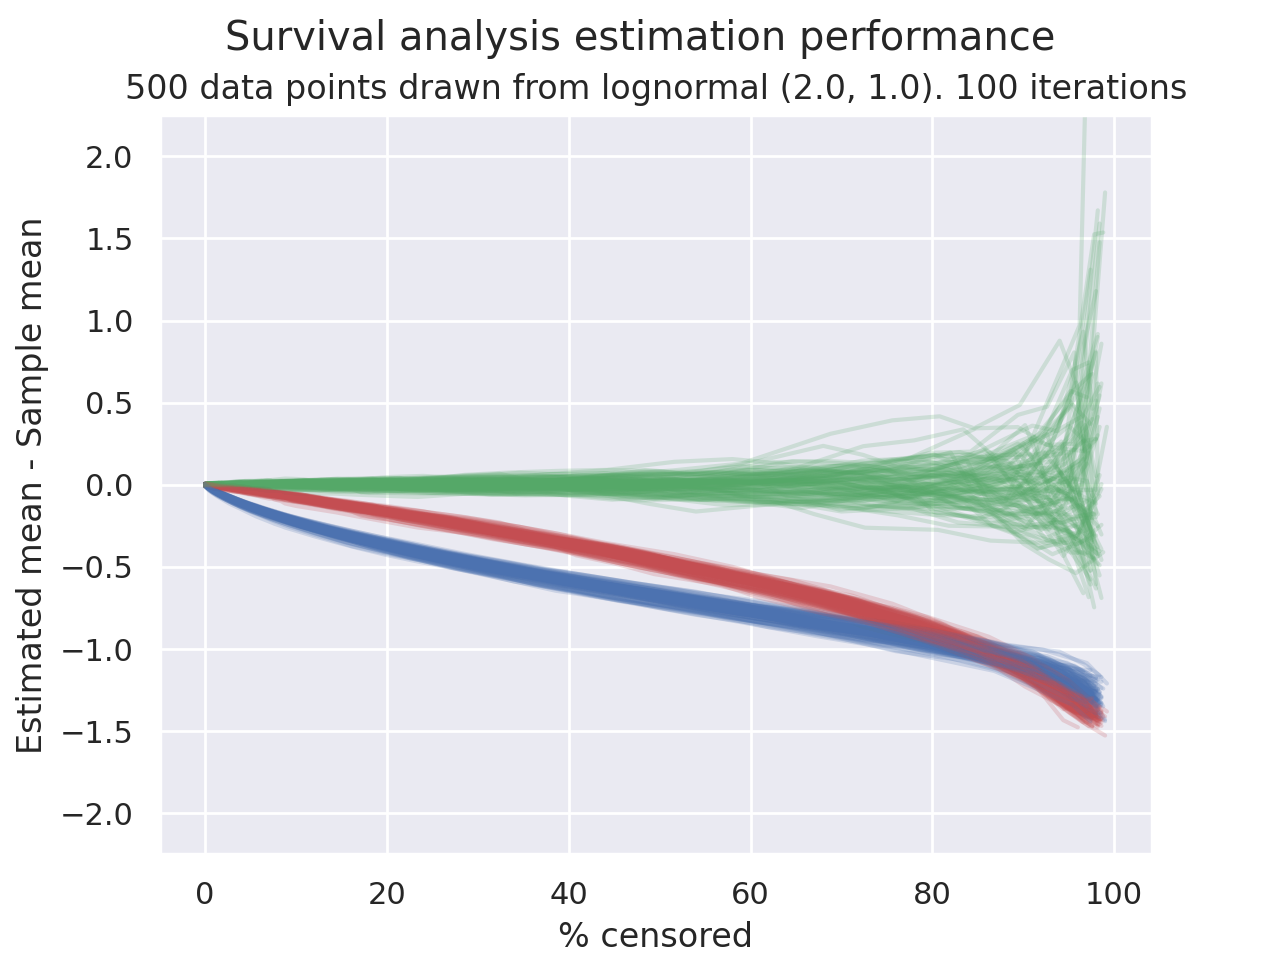 Survival analysis estimation performance
500 data points drawn from lognormal (2.0, 1.0). 100 iterations
Estimated mean - Sample mean
2.0
1.5
1.0
0.5
0.0
−0.5
−1.0
−1.5
−2.0
0 20 40 60 80 100
% censored